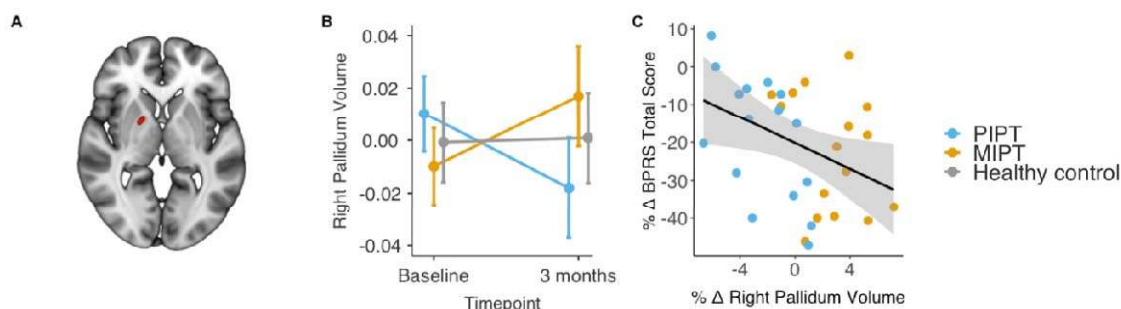 A
B
C
Right Pallidum Volume
0.04
0.02
0.00
-0.02
-0.04
Baseline
3 months
Timepoint
% Δ BPRS Total Score
10
0
-10
-20
-30
-40
-4
0
4
% Δ Right Pallidum Volume
PIPT
MIPT
Healthy control